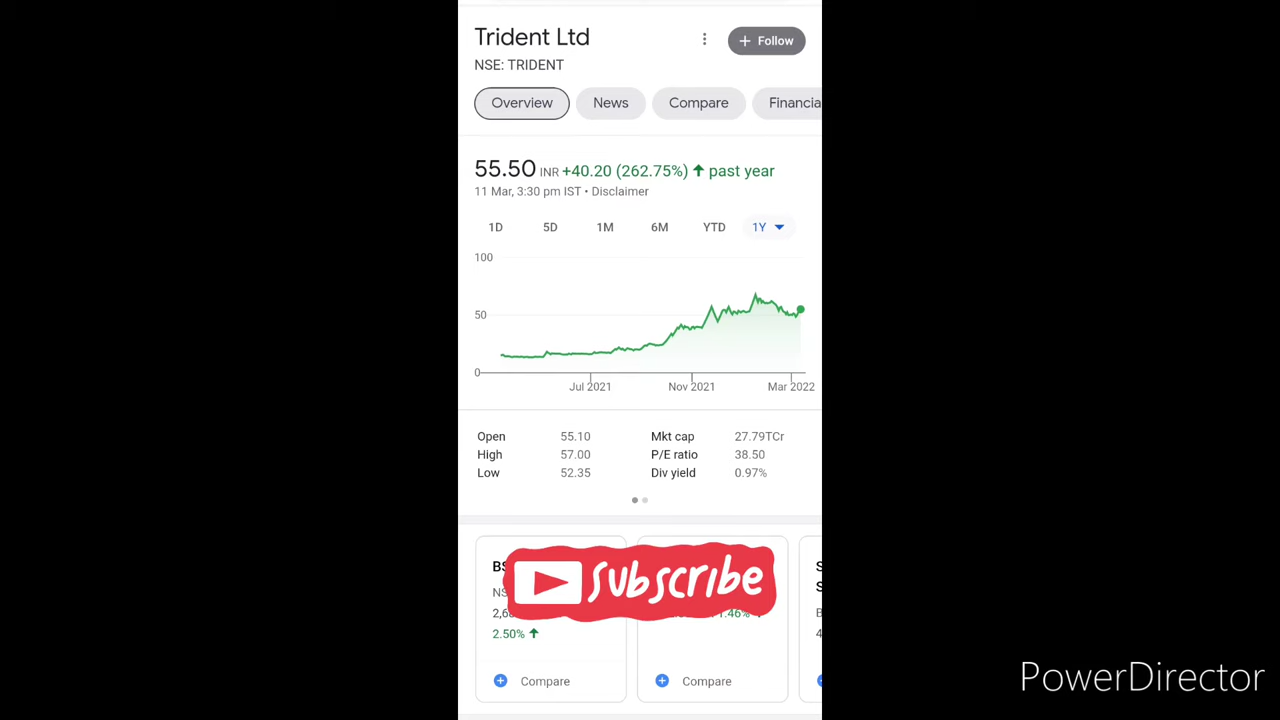 Trident Ltd
Follow
NSE: TRIDENT
Overview News Compare Financia
55.50 INR +40.20 (262.75%) ↑ past year
11 Mar, 3:30 pm IST • Disclaimer
1D 5D 1M 6M YTD 1Y
100
50
0
Jul 2021 Nov 2021 Mar 2022
Open 55.10 Mkt cap 27.79TCr
High 57.00 P/E ratio 38.50
Low 52.35 Div yield 0.97%
Subscribe
2.50% ↑
Compare Compare
PowerDirector